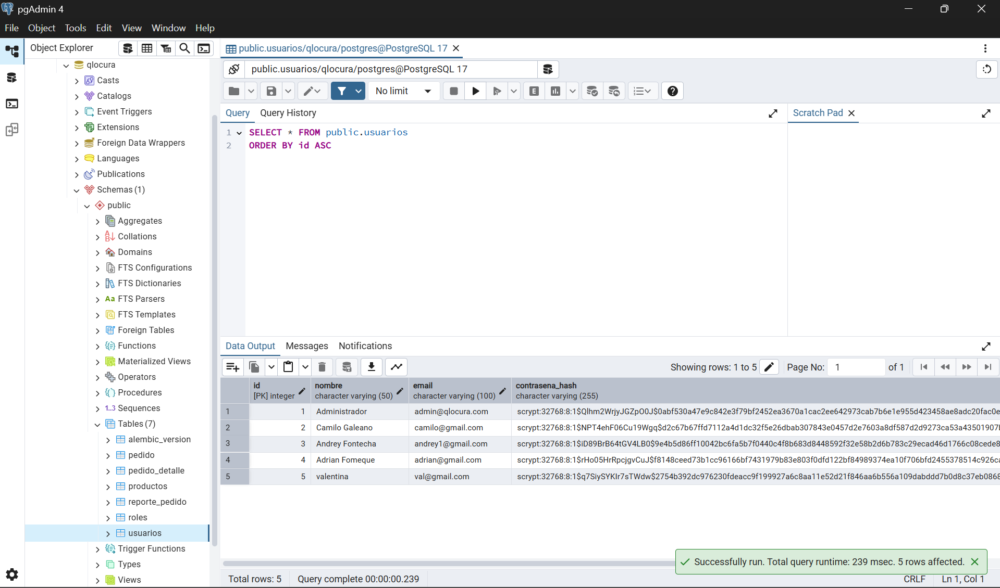 pgAdmin 4
File Object Tools Edit View Window Help
Object Explorer
qlocura
Casts
Catalogs
Event Triggers
Extensions
Foreign Data Wrappers
Languages
Publications
Schemas (1)
public
Aggregates
Collations
Domains
FTS Configurations
FTS Dictionaries
Aa FTS Parsers
FTS Templates
Foreign Tables
Functions
Materialized Views
Operators
Procedures
1..3 Sequences
Tables (7)
alembic_version
pedido
pedido_detalle
productos
reporte_pedido
roles
usuarios
Trigger Functions
Types
Views
public.usuarios/qlocura/postgres@PostgreSQL 17
public.usuarios/qlocura/postgres@PostgreSQL 17
No limit
Query Query History
Scratch Pad
1 SELECT * FROM public.usuarios
2 ORDER BY id ASC
Data Output Messages Notifications
Showing rows: 1 to 5 Page No: 1 of 1
id nombre email contrasena_hash
[PK] integer character varying (50) character varying (100) character varying (255)
1 1 Administrador admin@qlocura.com scrypt:32768:8:1$Qlhm2WrjyJGZpO0J$0abf530a47e9c842e3f79bf2452ea3670a1cac2ee642973cab7b6e1e955d423458ae8adc20fac0e
2 2 Camilo Galeano camilo@gmail.com scrypt:32768:8:1$NPT4ehF06Cu19Wgq$d2c67b67ffd7112a4d1dc32f5e26dbab307843e0457d2e7603a8df587d2d9273ca53a43501907
3 3 Andrey Fontecha andrey1@gmail.com scrypt:32768:8:1$iD89BrB64tGV4LB0$9e4b5d86ff10042bc6fa5b7f0440c4f8b683d8448592f32e58b2d6b783c29ecad46d1766c08cede8
4 4 Adrian Fomeque adrian@gmail.com scrypt:32768:8:1$rHo05HrRpcjgvCuJ$f8148ceed73b1cc96166bf7431979b83e803f0dfd122bf84989374ea10f706bfd2455378514c926c
5 5 valentina val@gmail.com scrypt:32768:8:1$q7SiySYKIr7sTWdw$2754b392dc976230fdeacc9f199927a6c8aa11e52d21f846aa6b556a109dabddd7b0d8c37eb0868
Successfully run. Total query runtime: 239 msec. 5 rows affected.
Total rows: 5 Query complete 00:00:00.239 CRLF Ln 1, Col 1